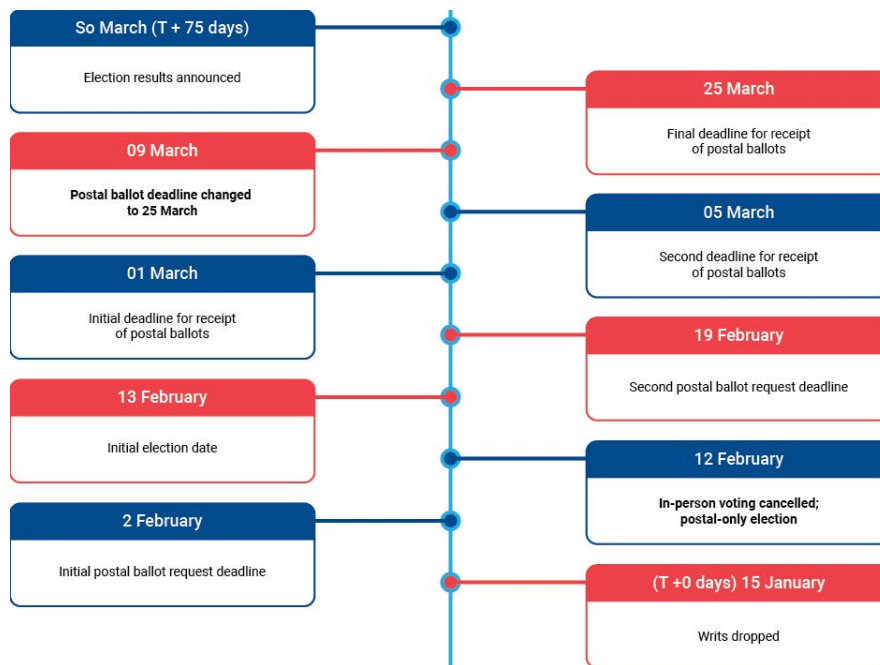 So March (T + 75 days)
Election results announced
25 March
Final deadline for receipt
of postal ballots
09 March
Postal ballot deadline changed
to 25 March
05 March
Second deadline for receipt
of postal ballots
01 March
Initial deadline for receipt
of postal ballots
19 February
Second postal ballot request deadline
13 February
Initial election date
12 February
In-person voting cancelled;
postal-only election
2 February
Initial postal ballot request deadline
(T +0 days) 15 January
Writs dropped